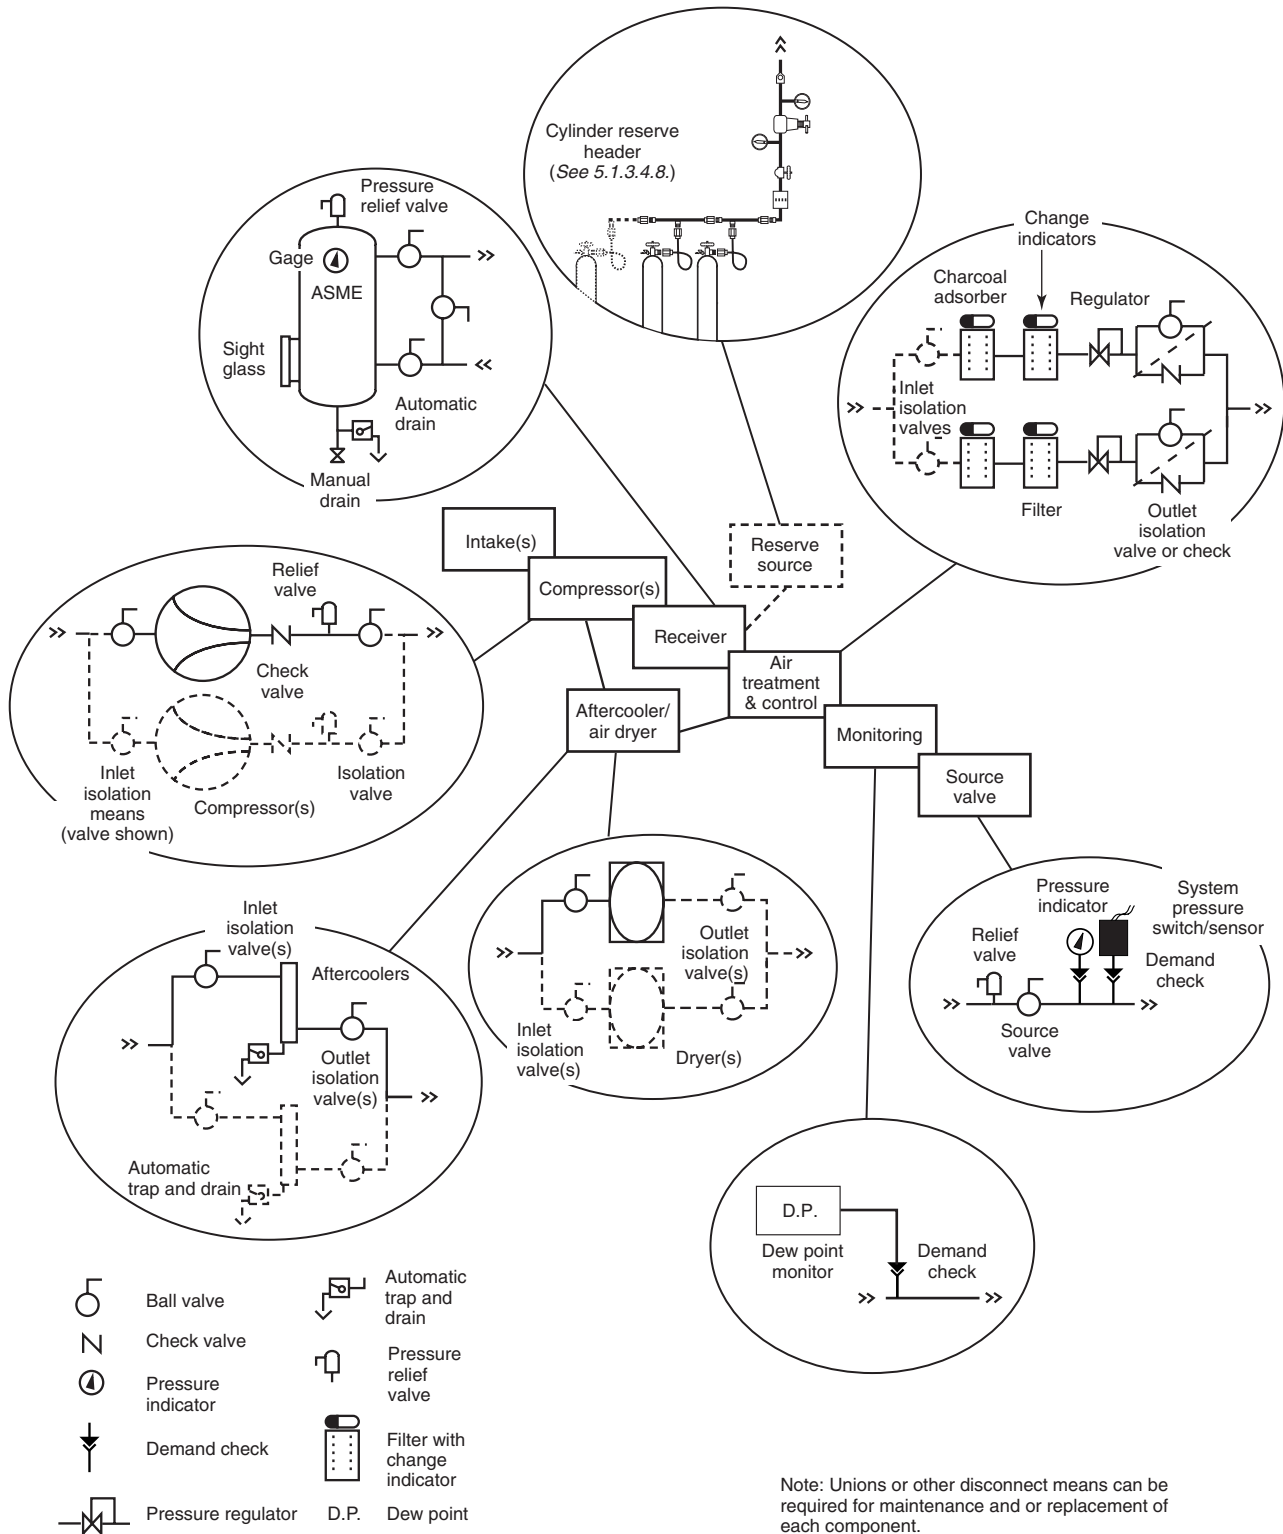 Cylinder reserve
header
(See 5.1.3.4.8.)
Pressure
relief valve
Gage
ASME
Sight
glass
Automatic
drain
Manual
drain
Change
indicators
Charcoal
adsorber
Regulator
Inlet
isolation
valves
Filter
Outlet
isolation
valve or check
Intake(s)
Compressor(s)
Receiver
Reserve
source
Air
treatment
& control
Aftercooler/
air dryer
Monitoring
Source
valve
Relief
valve
Check
valve
Inlet
isolation
means
(valve shown)
Compressor(s)
Isolation
valve
Inlet
isolation
valve(s)
Aftercoolers
Outlet
isolation
valve(s)
Automatic
trap and drain
Outlet
isolation
valve(s)
Inlet
isolation
valve(s)
Dryer(s)
Pressure
indicator
System
pressure
switch/sensor
Relief
valve
Demand
check
Source
valve
D.P.
Dew point
monitor
Demand
check
Ball valve
Check valve
Pressure
indicator
Demand check
Pressure regulator
Automatic
trap and
drain
Pressure
relief
valve
Filter with
change
indicator
D.P. Dew point
Note: Unions or other disconnect means can be
required for maintenance and or replacement of
each component.